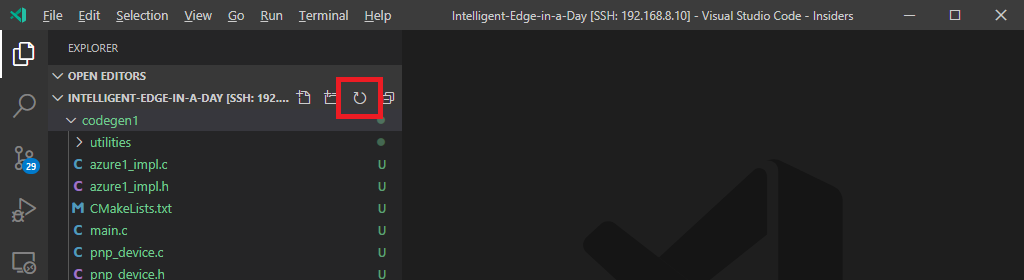 File Edit Selection View Go Run Terminal Help Intelligent-Edge-in-a-Day [SSH: 192.168.8.10] - Visual Studio Code - Insiders
EXPLORER
OPEN EDITORS
INTELLIGENT-EDGE-IN-A-DAY [SSH: 192....
codegen1
utilities
C azure1_impl.c U
C azure1_impl.h U
M CMakeLists.txt U
29
C main.c U
C pnp_device.c U
C pnp_device.h U